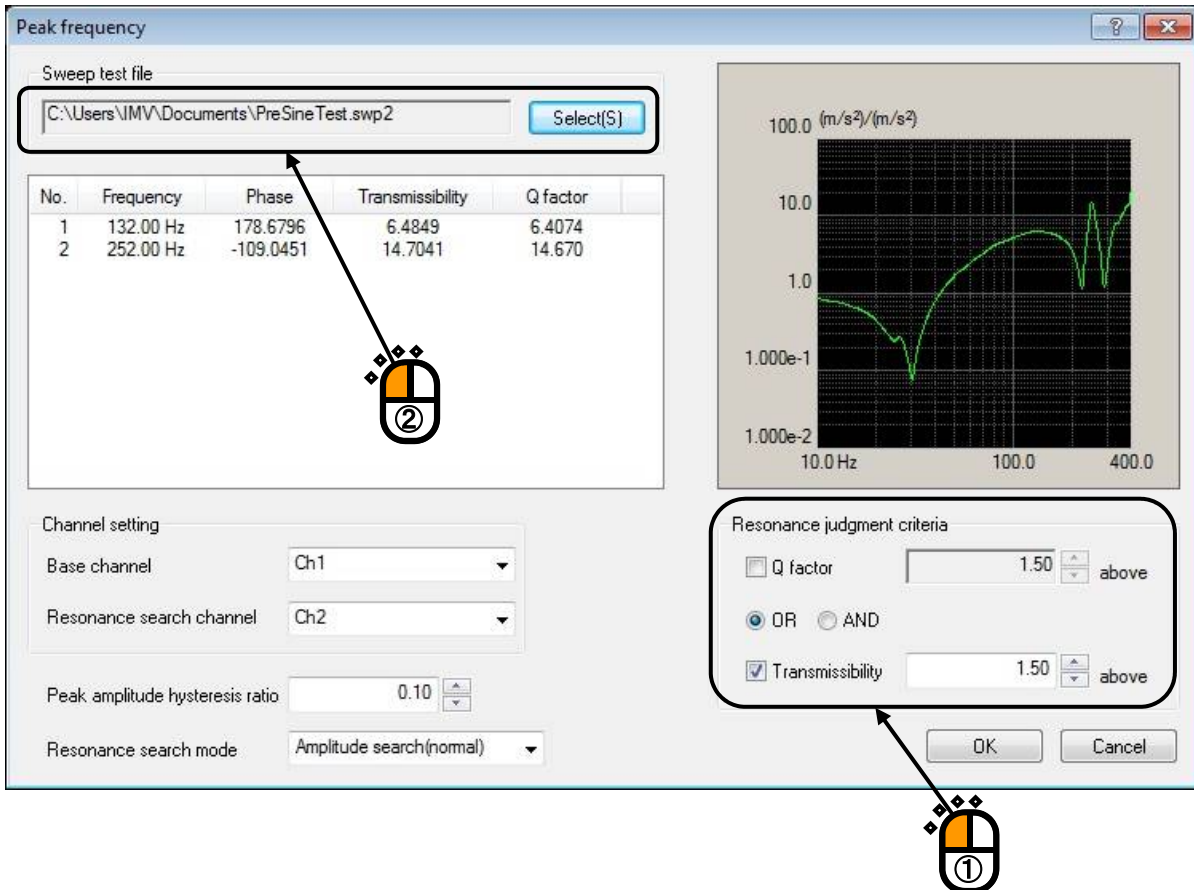 Peak frequency
Sweep test file
C:\Users\IMV\Documents\PreSineTest.swp2
Select(S)
No. Frequency Phase Transmissibility Q factor
1 132.00 Hz 178.6796 6.4849 6.4074
2 252.00 Hz -109.0451 14.7041 14.670
②
100.0 (m/s²)/(m/s²)
10.0
1.0
1.000e-1
1.000e-2
10.0 Hz 100.0 400.0
Channel setting
Base channel Ch1
Resonance search channel Ch2
Peak amplitude hysteresis ratio 0.10
Resonance search mode Amplitude search(normal)
Resonance judgment criteria
Q factor 1.50 above
OR AND
Transmissibility 1.50 above
OK Cancel
①